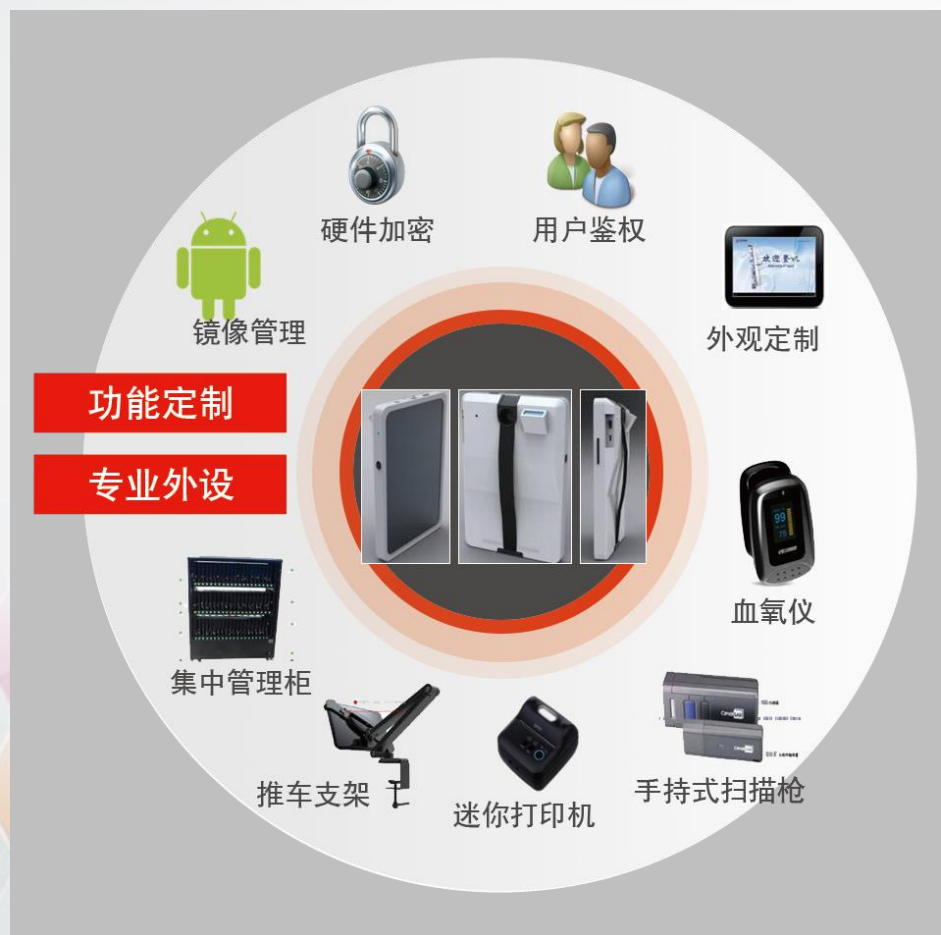 硬件加密
用户鉴权
镜像管理
外观定制
功能定制
专业外设
99
血氧仪
集中管理柜
推车支架
迷你打印机
手持式扫描枪